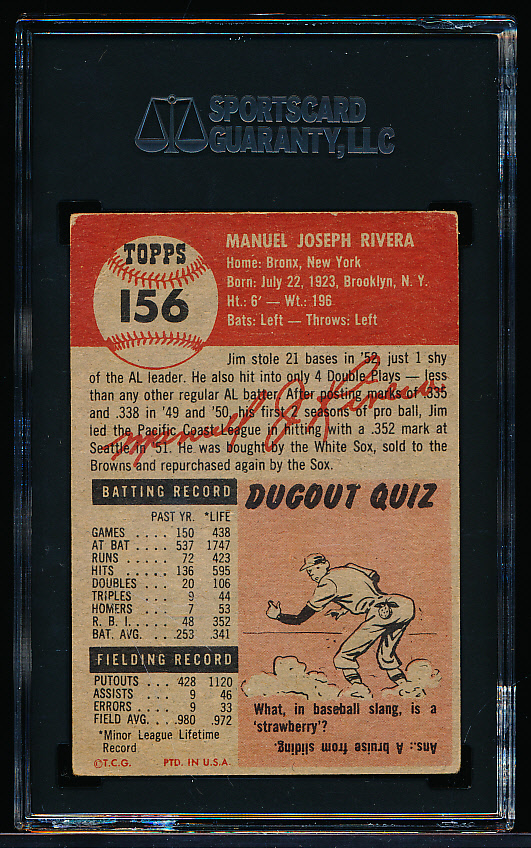 SPORTSCARD
GUARANTY, LLC
TOPPS
156
MANUEL JOSEPH RIVERA
Home: Bronx, New York
Born: July 22, 1923, Brooklyn, N. Y.
Ht.: 6' — Wt.: 196
Bats: Left — Throws: Left
Jim stole 21 bases in '52, just 1 shy
of the AL leader. He also hit into only 4 Double Plays — less
than any other regular AL batter. After posting marks of .335
and .338 in '49 and '50, his first 2 seasons of pro ball, Jim
led the Pacific Coast League in hitting with a .352 mark at
Seattle in '51. He was bought by the White Sox, sold to the
Browns and repurchased again by the Sox.
Manuel J Rivera
BATTING RECORD
PAST YR. *LIFE
GAMES .... 150 438
AT BAT .... 537 1747
RUNS ..... 72 423
HITS ..... 136 595
DOUBLES .. 20 106
TRIPLES ... 9 44
HOMERS ... 7 53
R. B. I. .... 48 352
BAT. AVG. . .253 .341
FIELDING RECORD
PUTOUTS .. 428 1120
ASSISTS ... 9 46
ERRORS ... 9 33
FIELD AVG. . .980 .972
*Minor League Lifetime
Record
©T.C.G. PTD. IN U.S.A.
DUGOUT QUIZ
What, in baseball slang, is a
'strawberry'?
Ans.: A bruise from sliding.